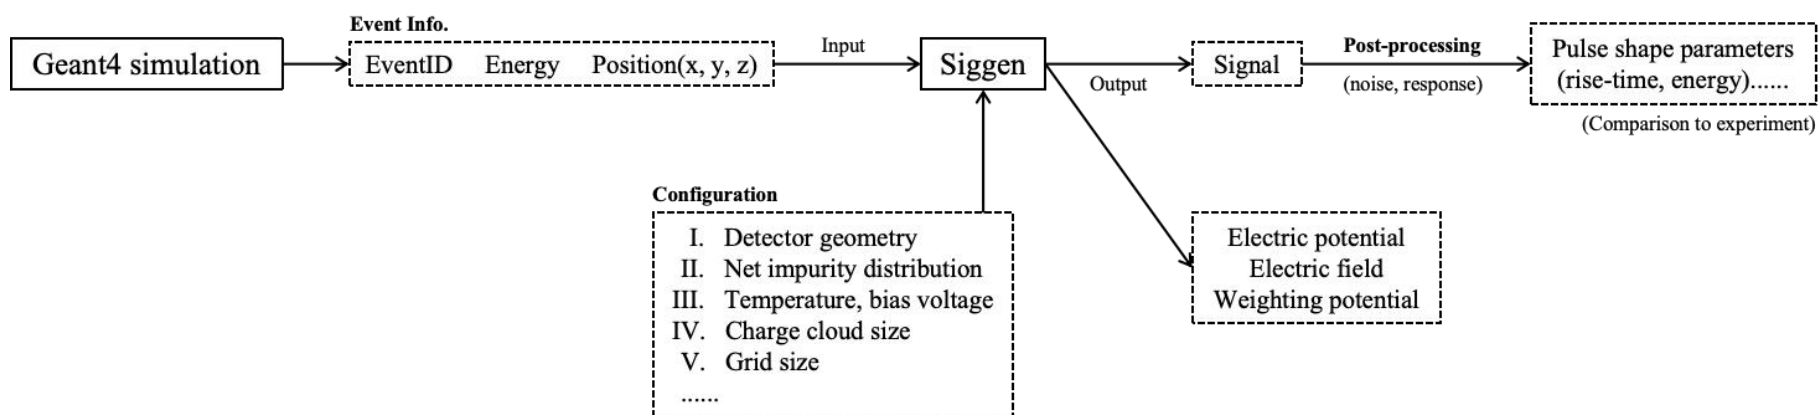 Event Info.
Geant4 simulation
EventID Energy Position(x, y, z)
Input
Siggen
Output
Signal
Post-processing
(noise, response)
Pulse shape parameters
(rise-time, energy)......
(Comparison to experiment)
Configuration
I. Detector geometry
II. Net impurity distribution
III. Temperature, bias voltage
IV. Charge cloud size
V. Grid size
......
Electric potential
Electric field
Weighting potential